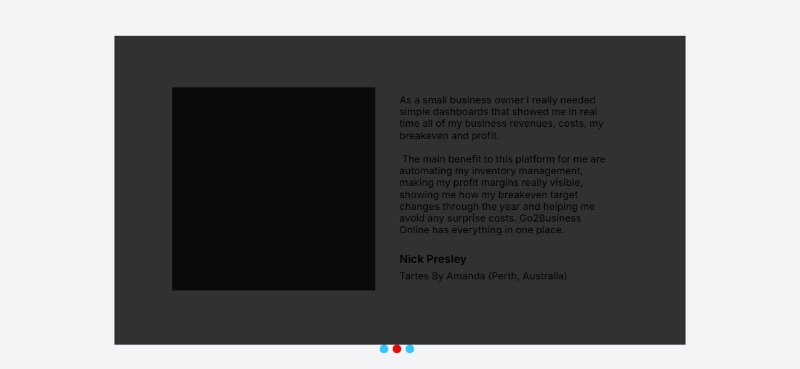 As a small business owner I really needed
simple dashboards that showed me in real
time all of my business revenues, costs, my
breakeven and profit.
The main benefit to this platform for me are
automating my inventory management,
making my profit margins really visible,
showing me how my breakeven target
changes through the year and helping me
avoid any surprise costs. Go2Business
Online has everything in one place.
Nick Presley
Tartes By Amanda (Perth, Australia)